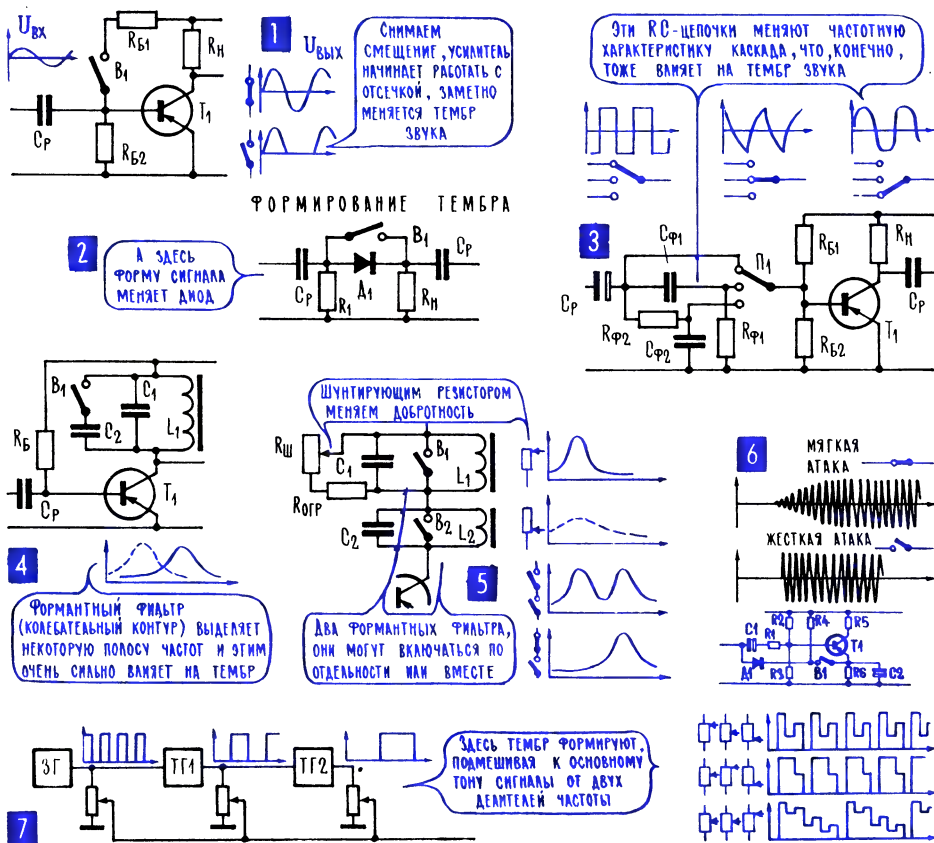 1
Uвх
RБ1
Rн
В1
Ср
RБ2
Т1
Uвых
Снимаем
смещение, усилитель
начинает работать с
отсечкой, заметно
меняется тембр
звука
Эти RC-цепочки меняют частотную
характеристику каскада, что, конечно,
тоже влияет на тембр звука
ФОРМИРОВАНИЕ ТЕМБРА
2
А здесь
форму сигнала
меняет диод
В1
Ср
Ср
R1
Д1
Rн
3
Сф1
П1
RБ1
Rн
Ср
Ср
Rф2
Сф2
Rф1
RБ2
Т1
4
В1
С1
С2
L1
RБ
Ср
Т1
Формантный фильтр
(колебательный контур) выделяет
некоторую полосу частот и этим
очень сильно влияет на тембр
Шунтирующим резистором
меняем добротность
Rш
С1
В1
L1
Rогр
С2
В2
L2
5
Два формантных фильтра,
они могут включаться по
отдельности или вместе
6
МЯГКАЯ
АТАКА
ЖЕСТКАЯ АТАКА
R2
R4
R5
С1
R1
Т1
Д1
R3
В1
R6
С2
7
ЗГ
ТГ1
ТГ2
Здесь тембр формируют,
подмешивая к основному
тону сигналы от двух
делителей частоты